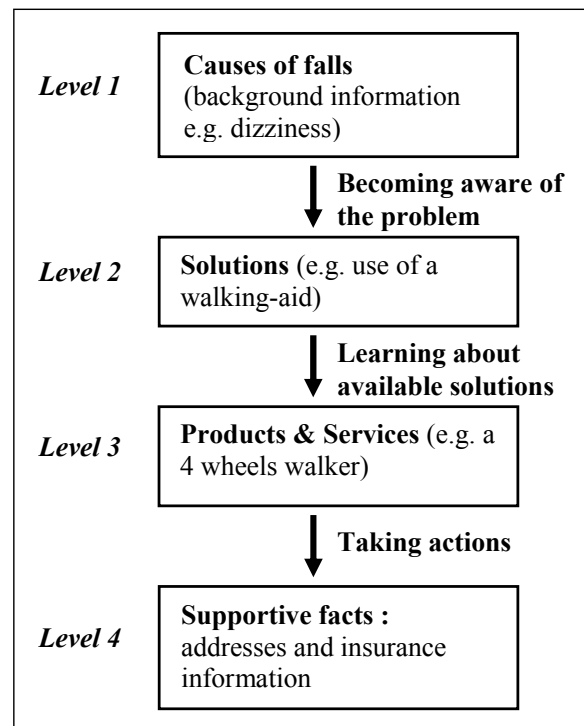 Level 1
Causes of falls
(background information
e.g. dizziness)
Becoming aware of
the problem
Level 2
Solutions (e.g. use of a
walking-aid)
Learning about
available solutions
Level 3
Products & Services (e.g. a
4 wheels walker)
Taking actions
Level 4
Supportive facts :
addresses and insurance
information